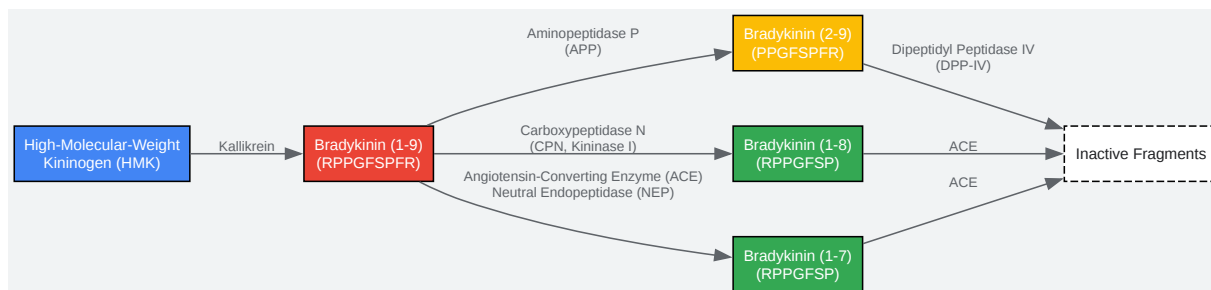 Aminopeptidase P
(APP)
Bradykinin (2-9)
(PPGFSPFR)
Dipeptidyl Peptidase IV
(DPP-IV)
High-Molecular-Weight
Kininogen (HMK)
Kallikrein
Bradykinin (1-9)
(RPPGFSPFR)
Carboxypeptidase N
(CPN, Kininase I)
Bradykinin (1-8)
(RPPGFSP)
ACE
Inactive Fragments
Angiotensin-Converting Enzyme (ACE)
Neutral Endopeptidase (NEP)
ACE
Bradykinin (1-7)
(RPPGFSP)